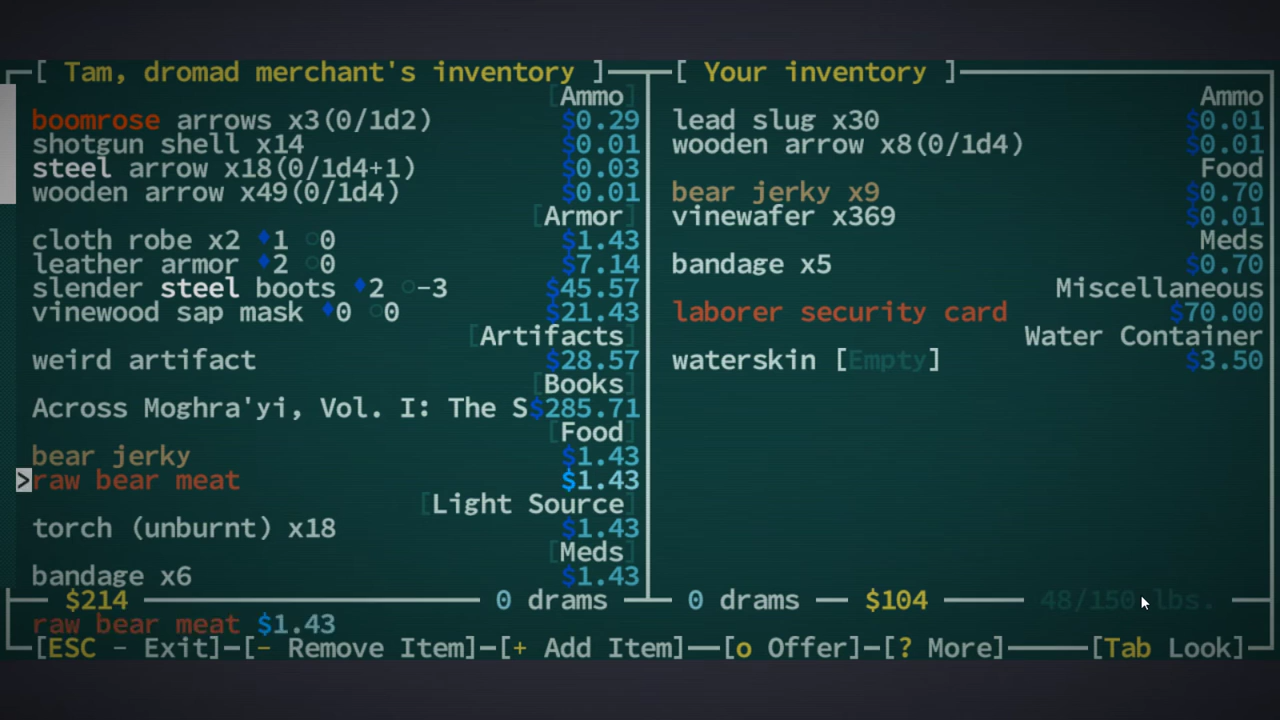 [ Tam, dromad merchant's inventory ]
[Ammo]
boomrose arrows x3(0/1d2) $0.29
shotgun shell x14 $0.01
steel arrow x18(0/1d4+1) $0.03
wooden arrow x49(0/1d4) $0.01
[Armor]
cloth robe x2 ♦1 ○0 $1.43
leather armor ♦2 ○0 $7.14
slender steel boots ♦2 ○-3 $45.57
vinewood sap mask ♦0 ○0 $21.43
[Artifacts]
weird artifact $28.57
[Books]
Across Moghra'yi, Vol. I: The S$285.71
[Food]
bear jerky $1.43
>raw bear meat $1.43
[Light Source]
torch (unburnt) x18 $1.43
[Meds]
bandage x6 $1.43
$214 0 drams
[ Your inventory ]
Ammo
lead slug x30 $0.01
wooden arrow x8(0/1d4) $0.01
Food
bear jerky x9 $0.70
vinewafer x369 $0.01
Meds
bandage x5 $0.70
Miscellaneous
laborer security card $70.00
Water Container
waterskin [Empty] $3.50
0 drams $104 48/150 lbs.
raw bear meat $1.43
[ESC - Exit] [- Remove Item] [+ Add Item] [o Offer] [? More] [Tab Look]